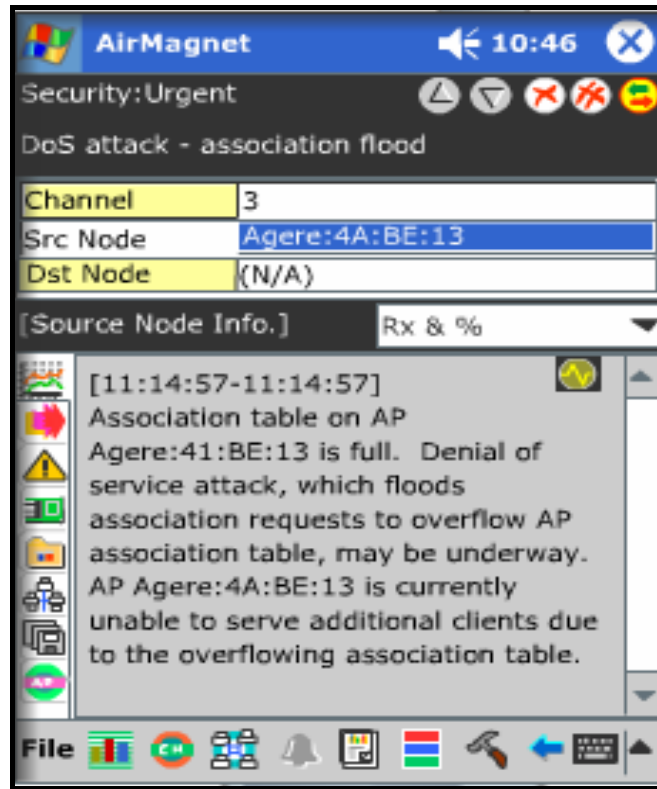 AirMagnet 10:46
Security:Urgent
DoS attack - association flood
Channel 3
Src Node Agere:4A:BE:13
Dst Node (N/A)
[Source Node Info.] Rx & %
[11:14:57-11:14:57]
Association table on AP
Agere:41:BE:13 is full. Denial of
service attack, which floods
association requests to overflow AP
association table, may be underway.
AP Agere:4A:BE:13 is currently
unable to serve additional clients due
to the overflowing association table.
AP
File CH